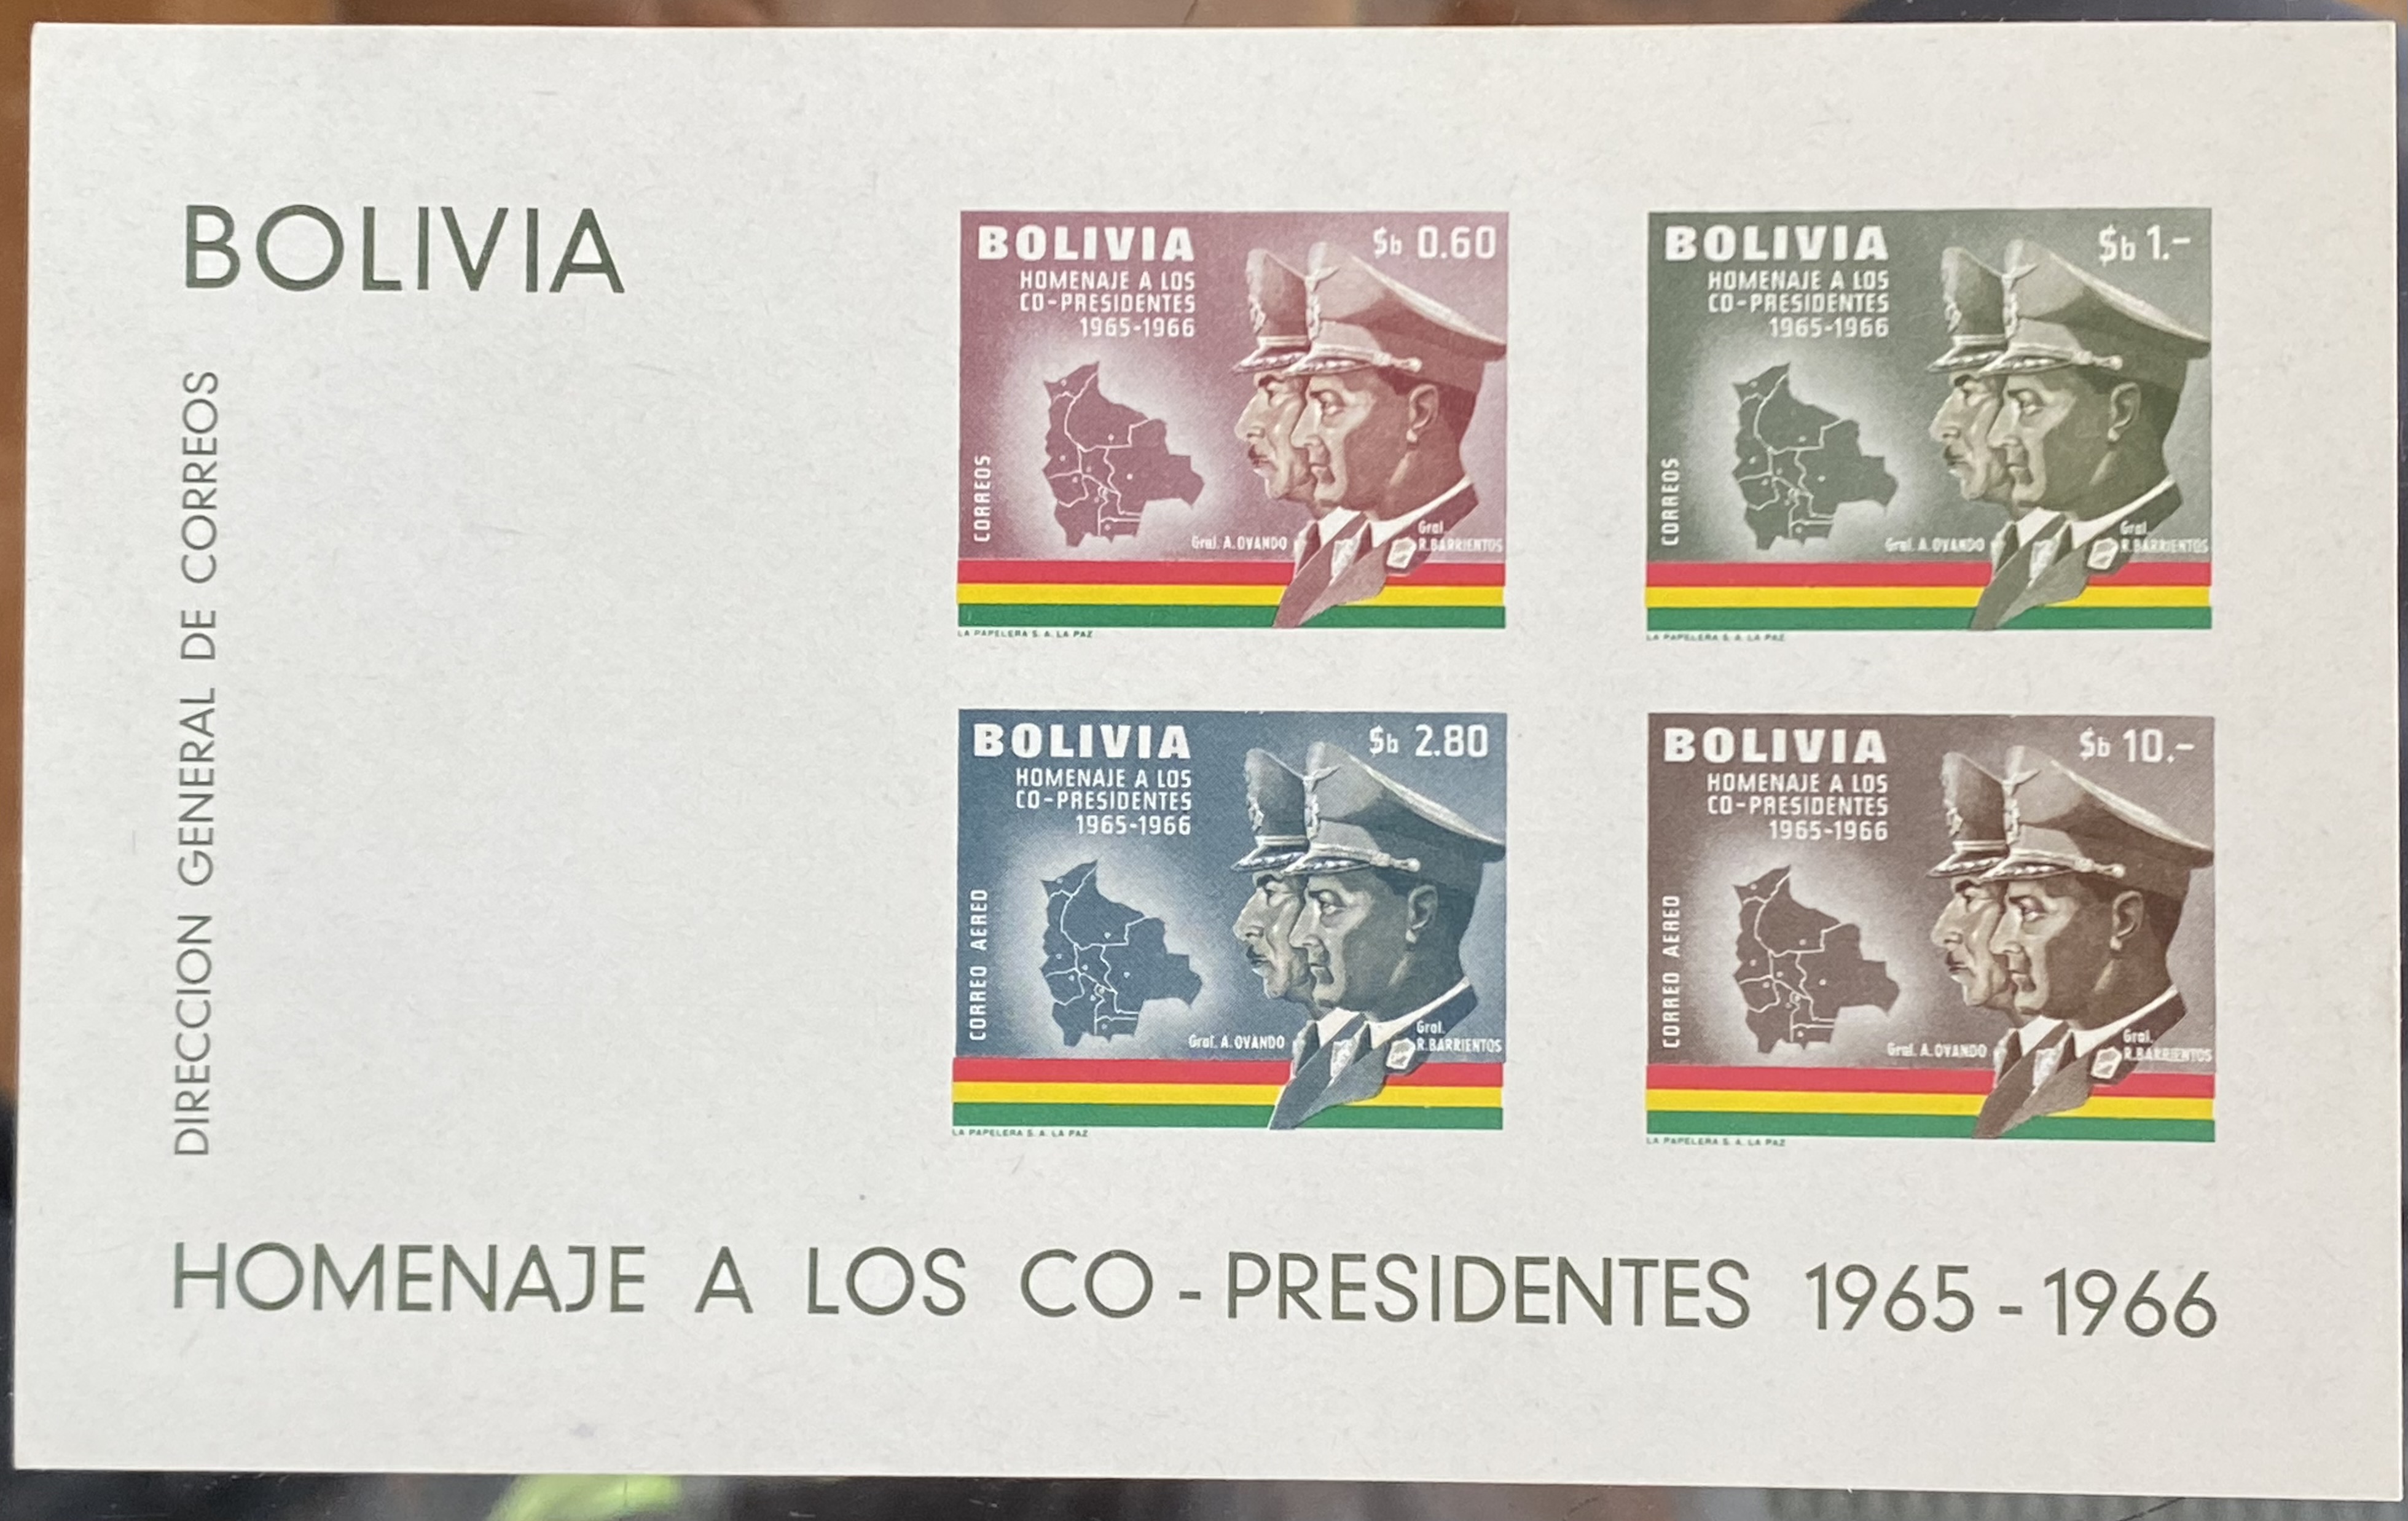 BOLIVIA
DIRECCION GENERAL DE CORREOS
BOLIVIA
$b 0.60
HOMENAJE A LOS
CO-PRESIDENTES
1965-1966
CORREOS
Gral. A. OVANDO
Gral.
R. BARRIENTOS
LA PAPELERA S. A. LA PAZ
BOLIVIA
$b 1.-
HOMENAJE A LOS
CO-PRESIDENTES
1965-1966
CORREOS
Gral. A. OVANDO
Gral.
R. BARRIENTOS
LA PAPELERA S. A. LA PAZ
BOLIVIA
$b 2.80
HOMENAJE A LOS
CO-PRESIDENTES
1965-1966
CORREO AEREO
Gral. A. OVANDO
Gral.
R. BARRIENTOS
LA PAPELERA S. A. LA PAZ
BOLIVIA
$b 10.-
HOMENAJE A LOS
CO-PRESIDENTES
1965-1966
CORREO AEREO
Gral. A. OVANDO
Gral.
R. BARRIENTOS
LA PAPELERA S. A. LA PAZ
HOMENAJE A LOS CO-PRESIDENTES 1965-1966